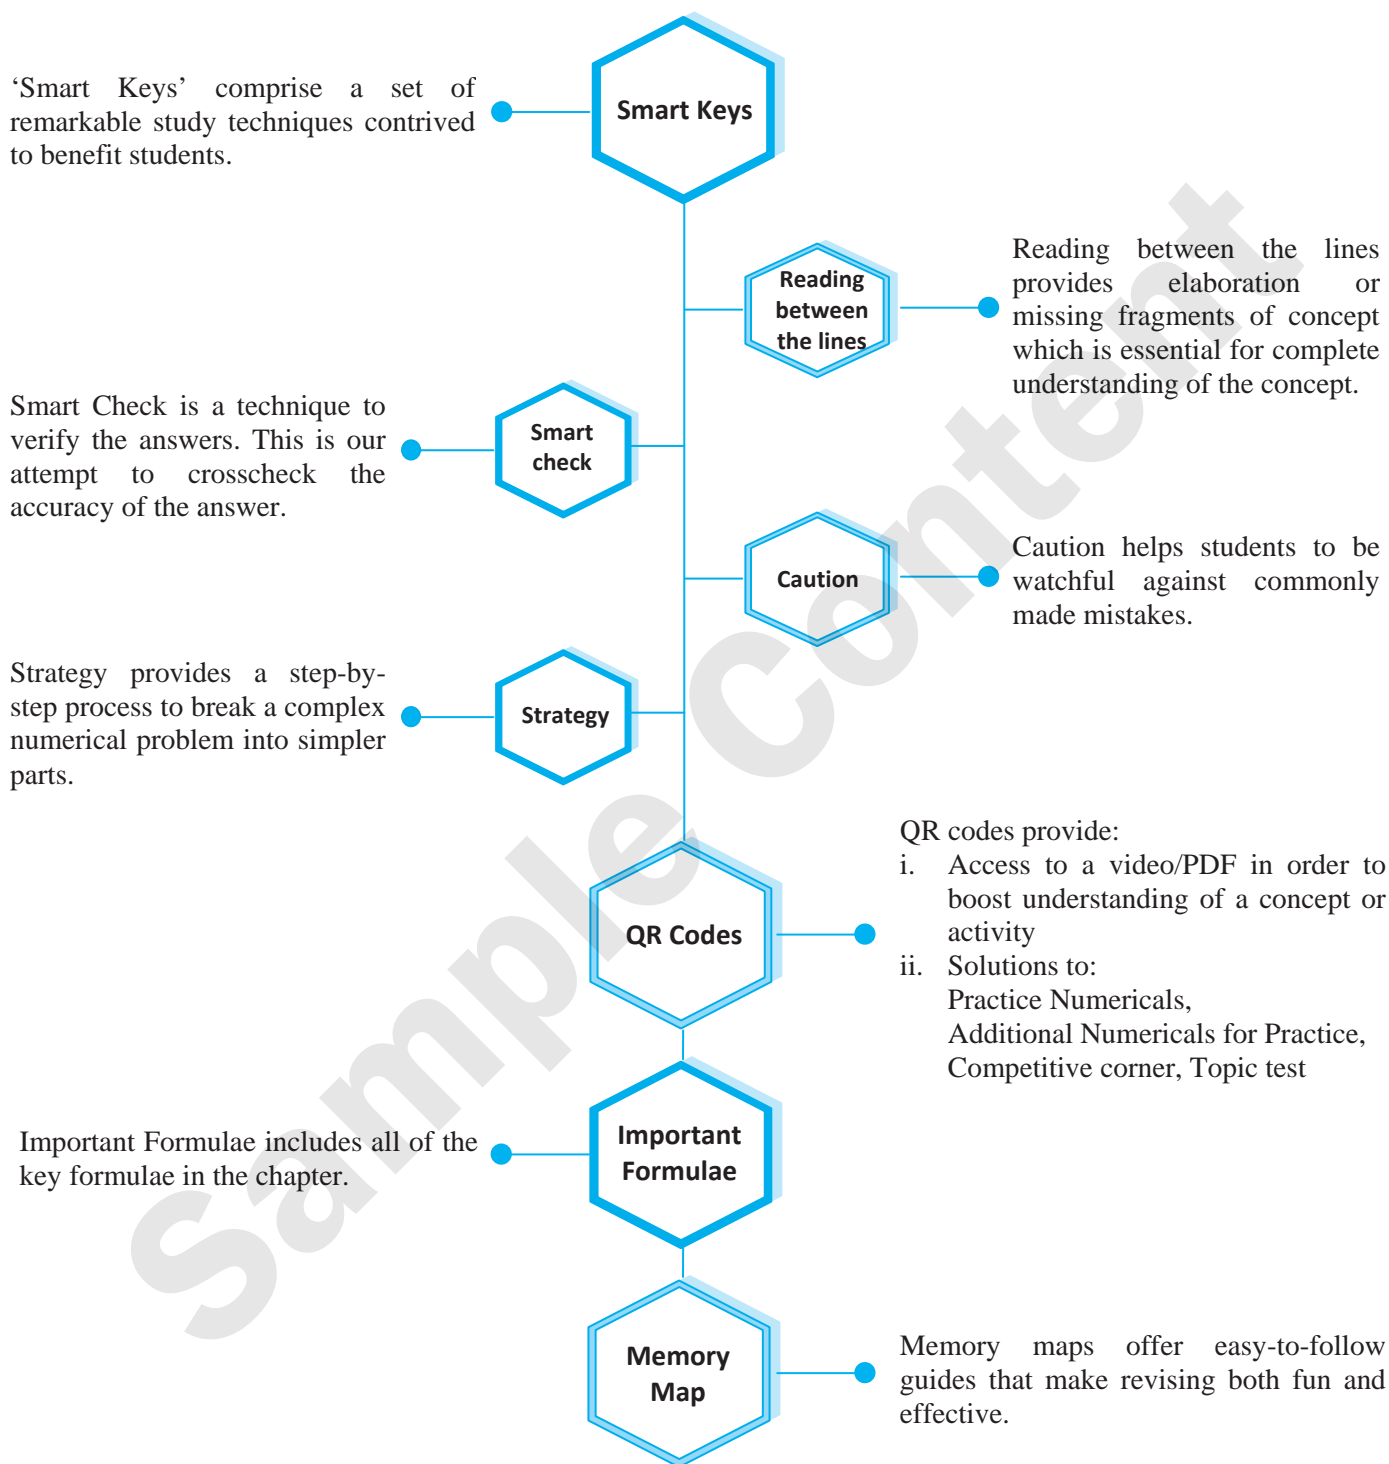 Smart Keys
‘Smart Keys’ comprise a set of
remarkable study techniques contrived
to benefit students.
Reading
between
the lines
Reading between the lines
provides elaboration or
missing fragments of concept
which is essential for complete
understanding of the concept.
Smart
check
Smart Check is a technique to
verify the answers. This is our
attempt to crosscheck the
accuracy of the answer.
Caution
Caution helps students to be
watchful against commonly
made mistakes.
Strategy
Strategy provides a step-by-
step process to break a complex
numerical problem into simpler
parts.
QR Codes
QR codes provide:
i. Access to a video/PDF in order to
boost understanding of a concept or
activity
ii. Solutions to:
Practice Numericals,
Additional Numericals for Practice,
Competitive corner, Topic test
Important
Formulae
Important Formulae includes all of the
key formulae in the chapter.
Memory
Map
Memory maps offer easy-to-follow
guides that make revising both fun and
effective.
Sample Content